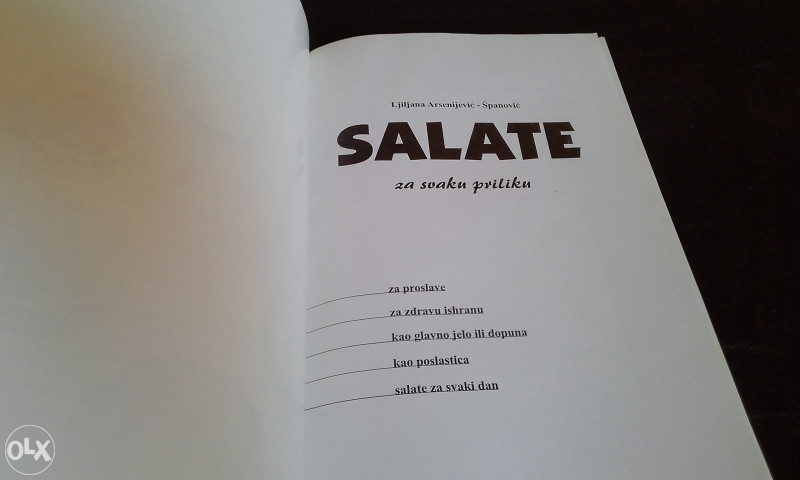 Ljiljana Arsenijević - Španović
SALATE
za svaku priliku
za proslave
za zdravu ishranu
kao glavno jelo ili dopuna
kao poslastica
salate za svaki dan
OLX